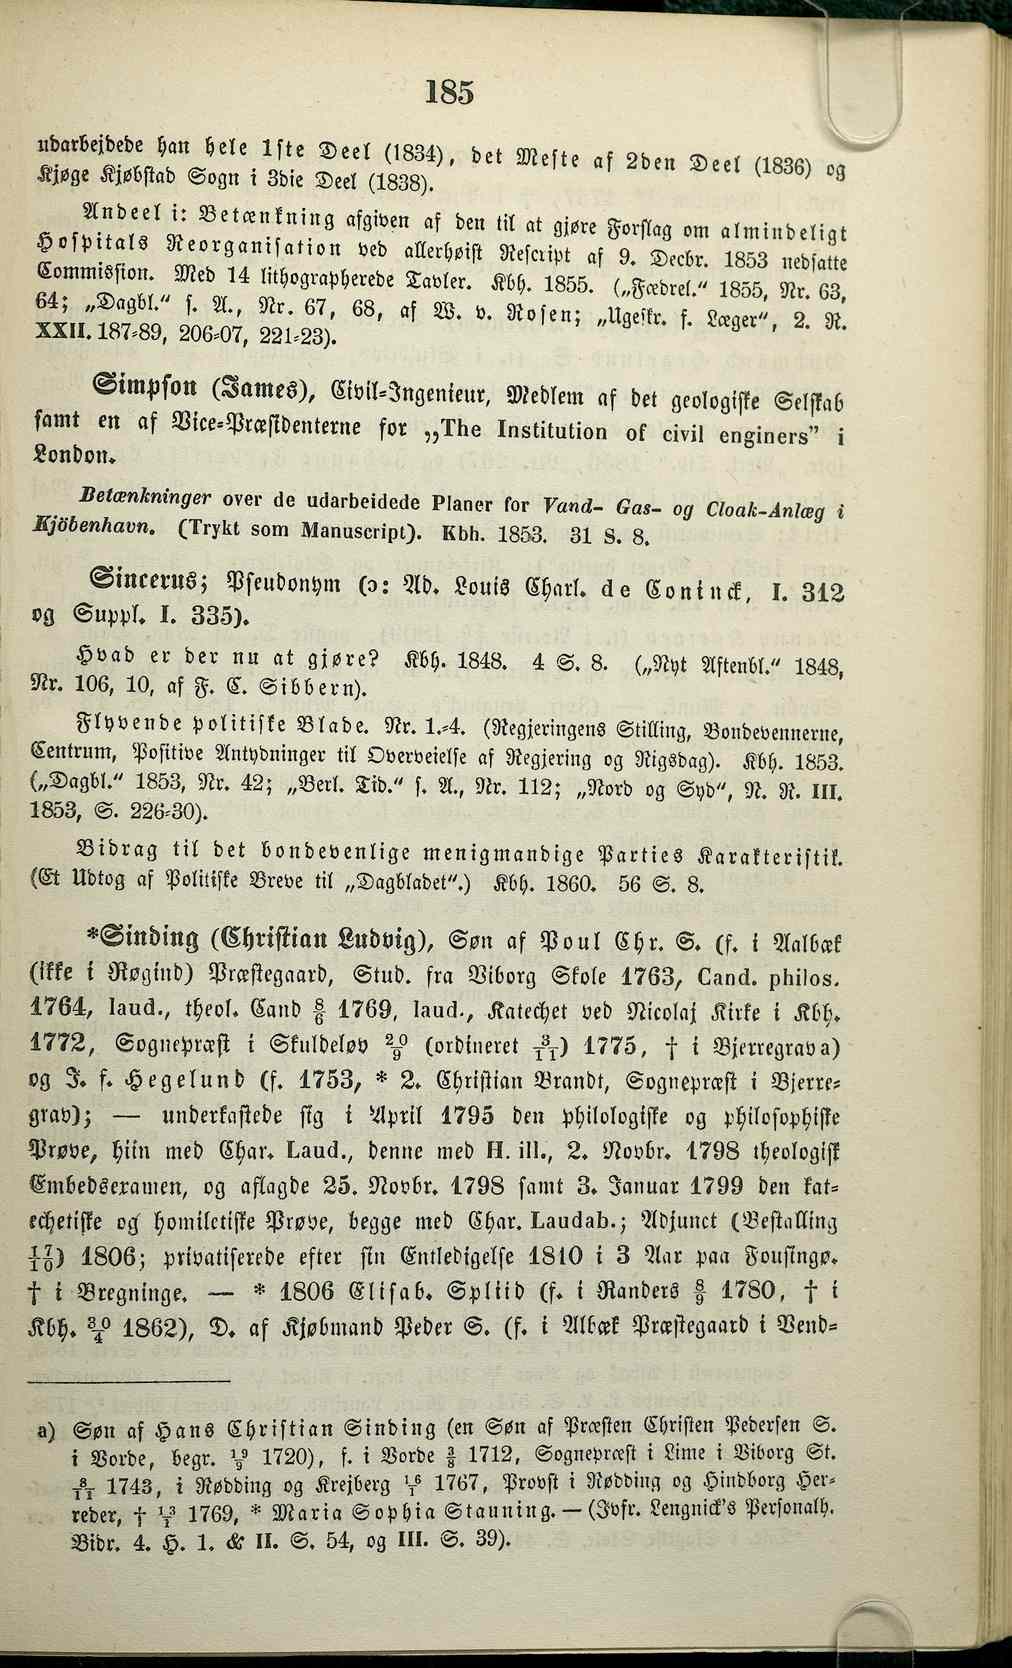 185
udarbejdede han hele 1ste Deel (1834), det Meste af 2den Deel (1836) og
Kjøge Kjøbstad Sogn i 3die Deel (1838).
Andeel i: Betænkning afgiven af den til at gjøre Forslag om almindeligt
Hospitals Reorganisation ved allerhøist Rescript af 9. Decbr. 1853 nedsatte
Commission. Med 14 lithographerede Tavler. Kbh. 1855. („Fædrel.“ 1855, Nr. 63,
64; „Dagbl.“ s. A., Nr. 67, 68, af W. v. Rosen; „Ugeskr. f. Læger“, 2. R.
XXII. 187-89, 206-07, 221-23).
Simpson (James), Civil-Ingenieur, Medlem af det geologiske Selskab
samt en af Vice-Præsidenterne for „The Institution of civil enginers” i
London.
Betænkninger over de udarbeidede Planer for Vand- Gas- og Cloak-Anlæg i
Kjöbenhavn. (Trykt som Manuscript). Kbh. 1853. 31 S. 8.
Sincerus; Pseudonym (ɔ: Ad. Louis Charl. de Coninck, I. 312
og Suppl. I. 335).
Hvad er der nu at gjøre? Kbh. 1848. 4 S. 8. („Nyt Aftenbl.“ 1848,
Nr. 106, 10, af F. C. Sibbern).
Flyvende politiske Blade. Nr. 1.-4. (Regjeringens Stilling, Bondevennerne,
Centrum, Positive Antydninger til Overveielse af Regjering og Rigsdag). Kbh. 1853.
(„Dagbl.“ 1853, Nr. 42; „Berl. Tid.“ s. A., Nr. 112; „Nord og Syd“, N. R. III.
1853, S. 226-30).
Bidrag til det bondevenlige menigmandige Parties Karakteristik.
(Et Udtog af Politiske Breve til „Dagbladet“.) Kbh. 1860. 56 S. 8.
*Sinding (Christian Ludvig), Søn af Poul Chr. S. (f. i Aalbæk
(ikke i Røgind) Præstegaard, Stud. fra Viborg Skole 1763, Cand. philos.
1764, laud., theol. Cand 8/6 1769, laud., Katechet ved Nicolaj Kirke i Kbh.
1772, Sognepræst i Skuldeløv 20/9 (ordineret 3/11) 1775, † i Bjerregrav a)
og J. f. Hegelund (f. 1753, * 2. Christian Brandt, Sognepræst i Bjerre-
grav); — underkastede sig i April 1795 den philologiske og philosophiske
Prøve, hiin med Char. Laud., denne med H. ill., 2. Novbr. 1798 theologisk
Embedsexamen, og aflagde 25. Novbr. 1798 samt 3. Januar 1799 den kat-
echetiske og homiletiske Prøve, begge med Char. Laudab.; Adjunct (Bestalling
17/10) 1806; privatiserede efter sin Entledigelse 1810 i 3 Aar paa Fousingø.
† i Bregninge. — * 1806 Elisab. Spliid (f. i Randers 8/9 1780, † i
Kbh. 30/4 1862), D. af Kjøbmand Peder S. (f. i Albæk Præstegaard i Vend-
a) Søn af Hans Christian Sinding (en Søn af Præsten Christen Pedersen S.
i Vorde, begr. 19/9 1720), f. i Vorde 3/8 1712, Sognepræst i Lime i Viborg St.
8/11 1743, i Rødding og Krejberg 16/1 1767, Provst i Rødding og Hindborg Her-
reder, † 13/1 1769, * Maria Sophia Stauning. — (Jvfr. Lengnick's Personalh.
Bidr. 4. H. 1. & II. S. 54, og III. S. 39).